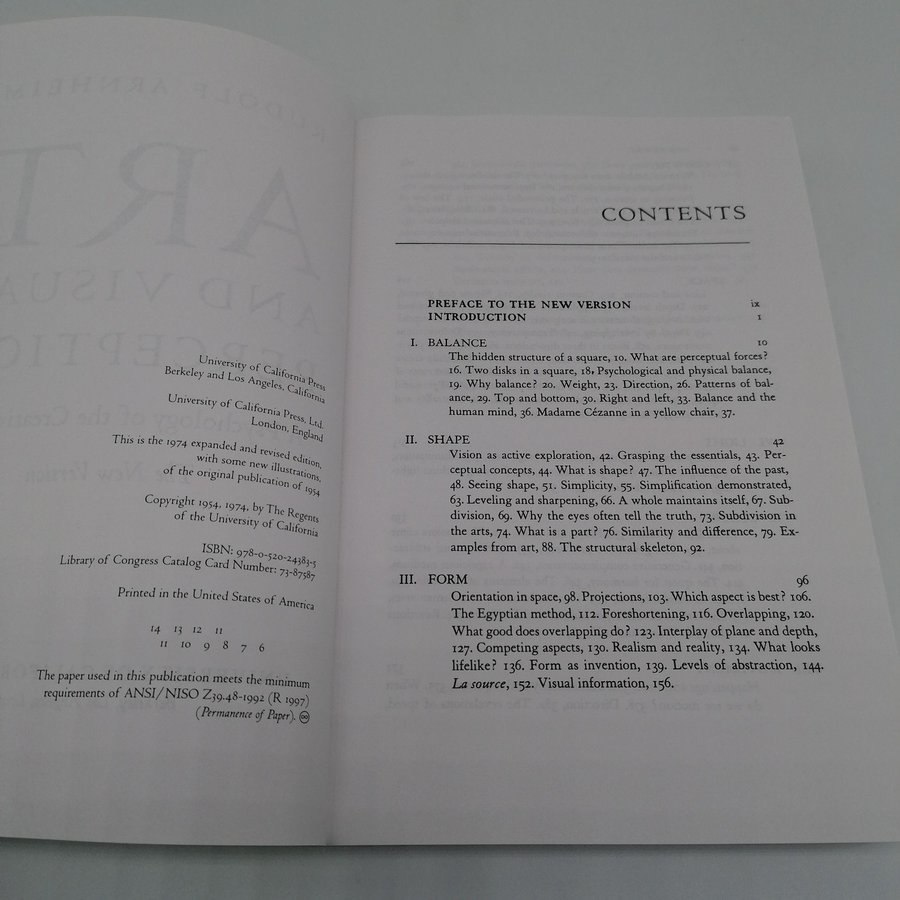 University of California Press
Berkeley and Los Angeles, California
University of California Press, Ltd.
London, England
This is the 1974 expanded and revised edition,
with some new illustrations,
of the original publication of 1954
Copyright 1954, 1974, by The Regents
of the University of California
ISBN: 978-0-520-24383-5
Library of Congress Catalog Card Number: 73-87587
Printed in the United States of America
14 13 12 11
11 10 9 8 7 6
The paper used in this publication meets the minimum
requirements of ANSI/NISO Z39.48-1992 (R 1997)
(Permanence of Paper). ♾
CONTENTS
PREFACE TO THE NEW VERSION ix
INTRODUCTION 1
I. BALANCE 10
The hidden structure of a square, 10. What are perceptual forces?
16. Two disks in a square, 18, Psychological and physical balance,
19. Why balance? 20. Weight, 23. Direction, 26. Patterns of bal-
ance, 29. Top and bottom, 30. Right and left, 33. Balance and the
human mind, 36. Madame Cézanne in a yellow chair, 37.
II. SHAPE 42
Vision as active exploration, 42. Grasping the essentials, 43. Per-
ceptual concepts, 44. What is shape? 47. The influence of the past,
48. Seeing shape, 51. Simplicity, 55. Simplification demonstrated,
63. Leveling and sharpening, 66. A whole maintains itself, 67. Sub-
division, 69. Why the eyes often tell the truth, 73. Subdivision in
the arts, 74. What is a part? 76. Similarity and difference, 79. Ex-
amples from art, 88. The structural skeleton, 92.
III. FORM 96
Orientation in space, 98. Projections, 103. Which aspect is best? 106.
The Egyptian method, 112. Foreshortening, 116. Overlapping, 120.
What good does overlapping do? 123. Interplay of plane and depth,
127. Competing aspects, 130. Realism and reality, 134. What looks
lifelike? 136. Form as invention, 139. Levels of abstraction, 144.
La source, 152. Visual information, 156.